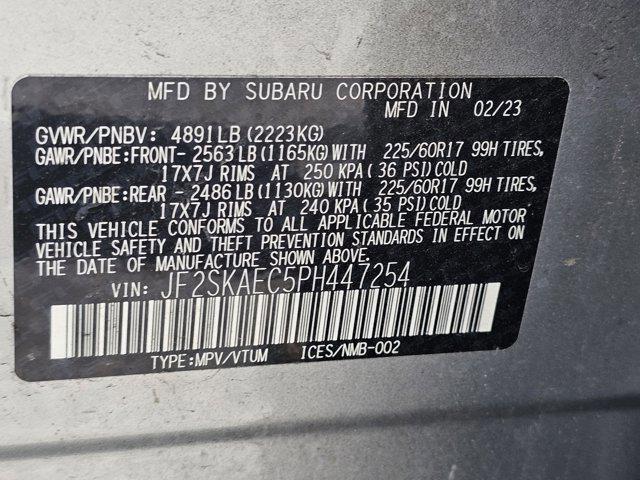 MFD BY SUBARU CORPORATION
MFD IN 02/23
GVWR/PNBV: 4891LB(2223KG)
GAWR/PNBE:FRONT- 2563LB(1165KG)WITH 225/60R17 99H TIRES,
17X7J RIMS AT 250 KPA( 36 PSI)COLD
GAWR/PNBE:REAR - 2486LB(1130KG)WITH 225/60R17 99H TIRES,
17X7J RIMS AT 240 KPA( 35 PSI)COLD
THIS VEHICLE CONFORMS TO ALL APPLICABLE FEDERAL MOTOR
VEHICLE SAFETY AND THEFT PREVENTION STANDARDS IN EFFECT ON
THE DATE OF MANUFACTURE SHOWN ABOVE.
VIN: JF2SKAEC5PH447254
TYPE:MPV/VTUM ICES/NMB-002